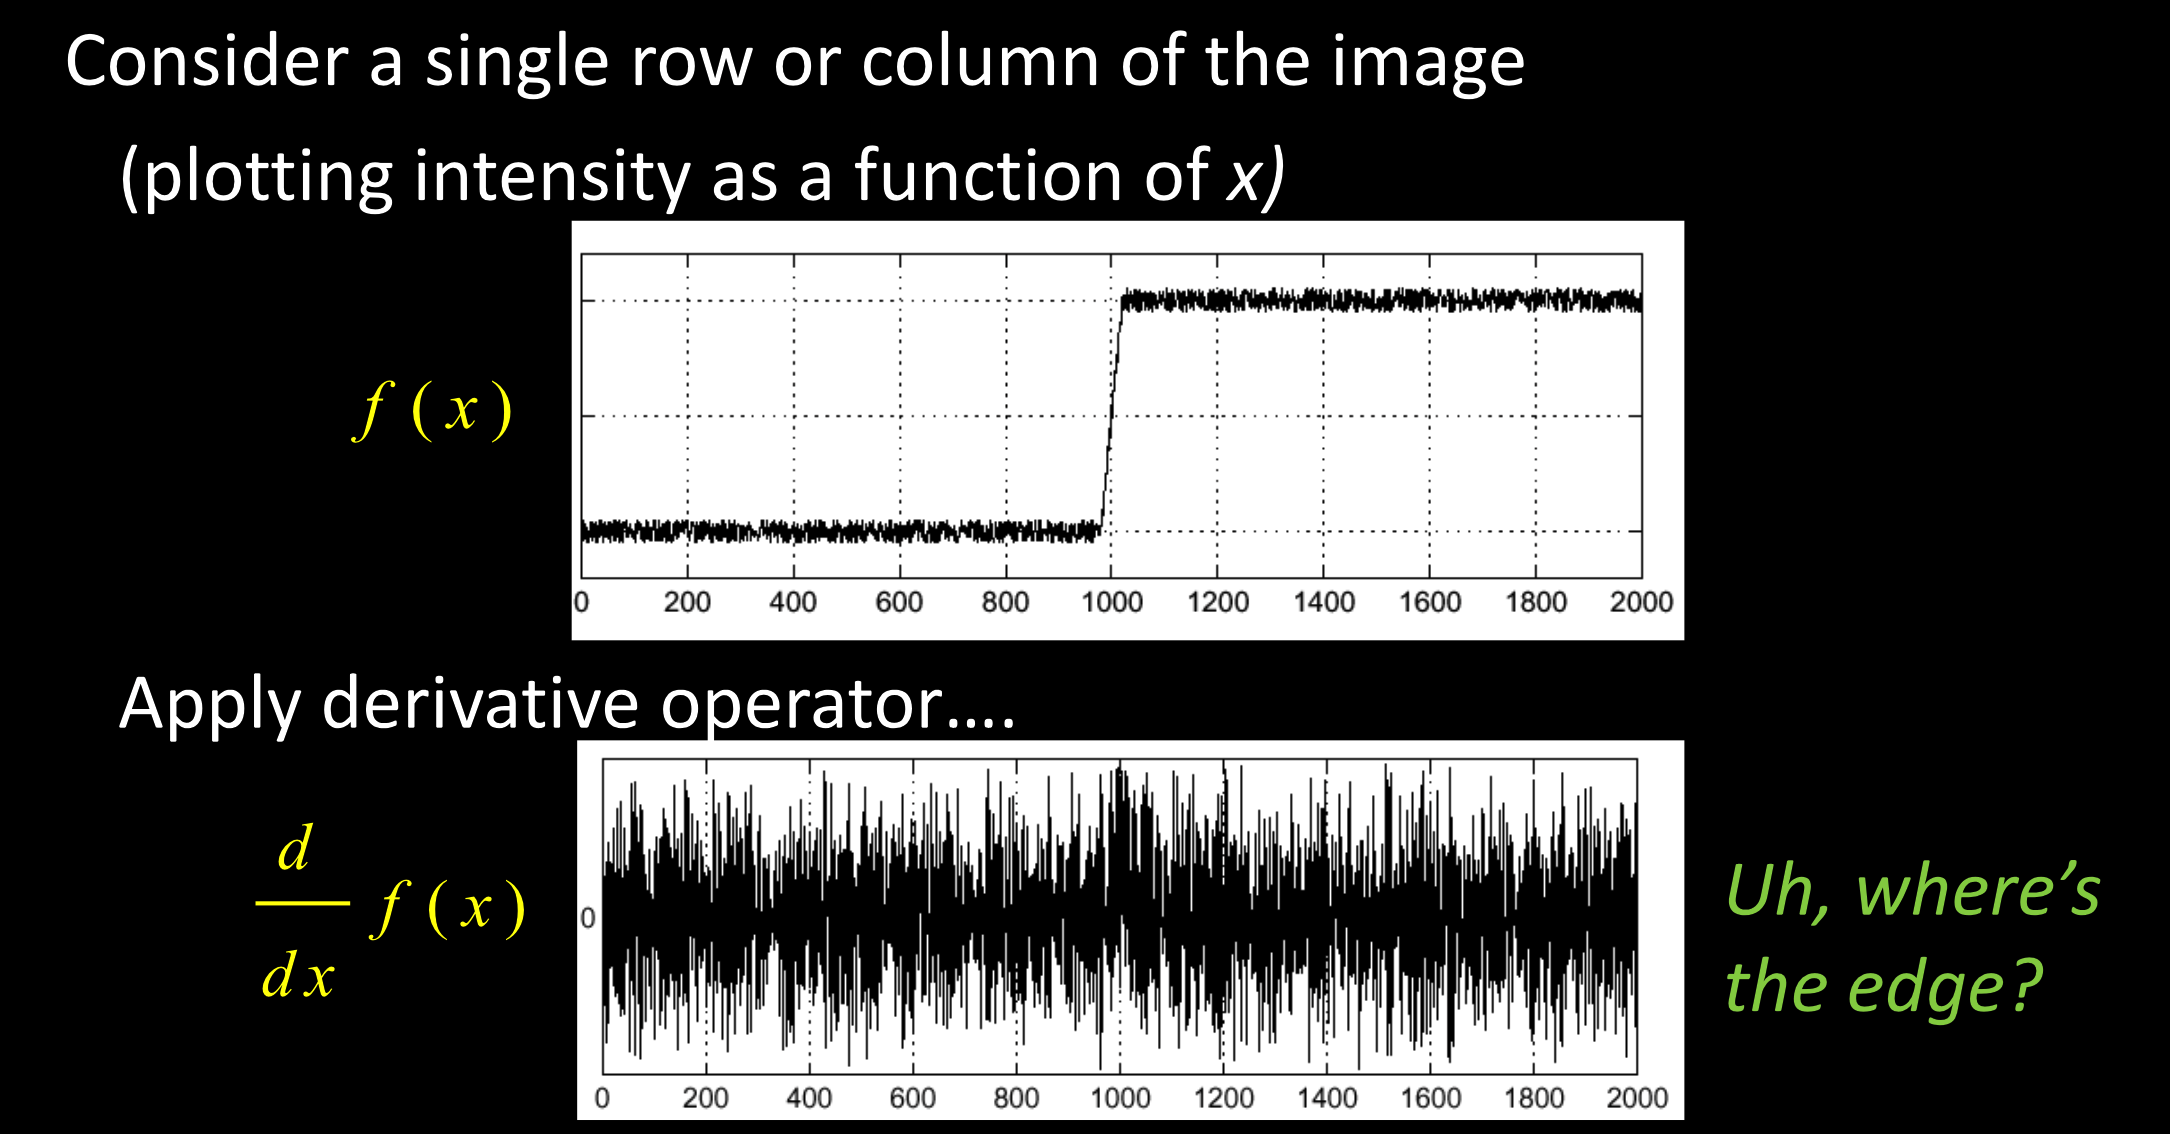 Consider a single row or column of the image
(plotting intensity as a function of x)
f ( x )
0 200 400 600 800 1000 1200 1400 1600 1800 2000
Apply derivative operator....
d
dx
f ( x )
0
0 200 400 600 800 1000 1200 1400 1600 1800 2000
Uh, where’s
the edge?